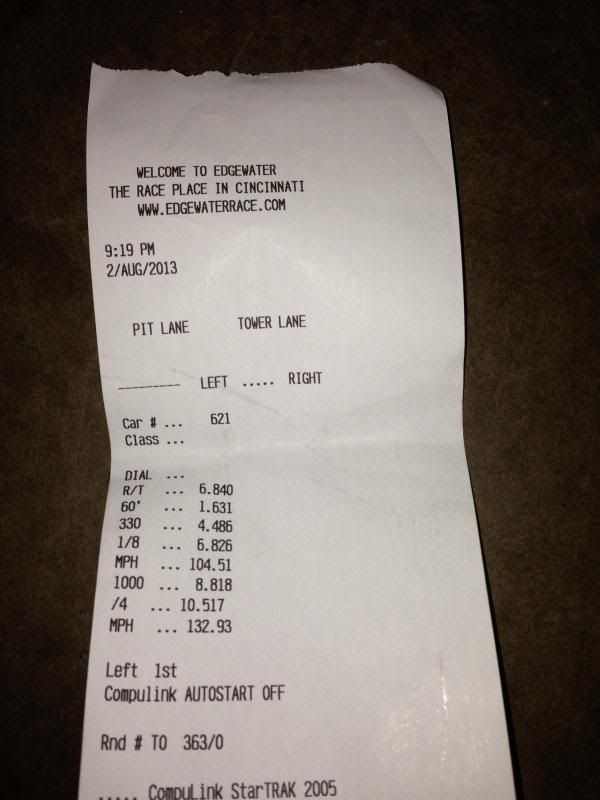 WELCOME TO EDGEWATER
THE RACE PLACE IN CINCINNATI
WWW.EDGEWATERRACE.COM
9:19 PM
2/AUG/2013
PIT LANE TOWER LANE
_________ LEFT ..... RIGHT
Car # ... 621
Class ...
DIAL ...
R/T ... 6.840
60' ... 1.631
330 ... 4.486
1/8 ... 6.826
MPH ... 104.51
1000 ... 8.818
/4 ... 10.517
MPH ... 132.93
Left 1st
Compulink AUTOSTART OFF
Rnd # TO 363/0
..... CompuLink StarTRAK 2005